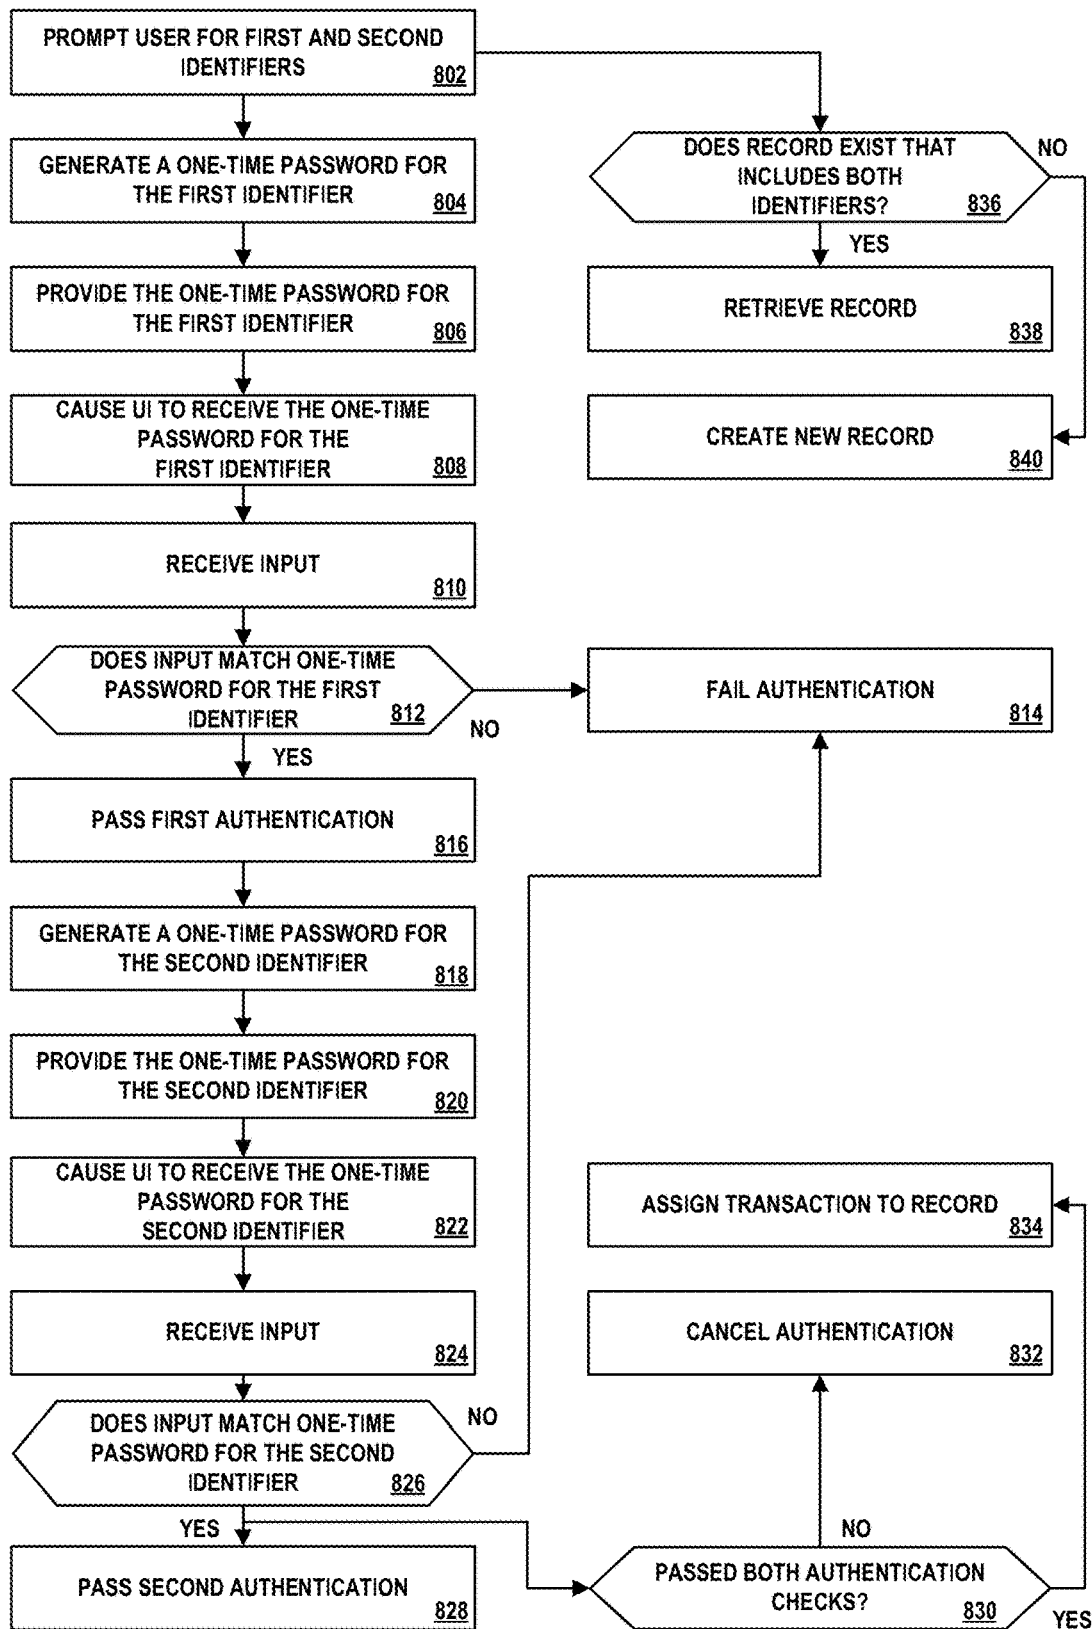 PROMPT USER FOR FIRST AND SECOND
IDENTIFIERS
802
GENERATE A ONE-TIME PASSWORD FOR
THE FIRST IDENTIFIER
804
PROVIDE THE ONE-TIME PASSWORD FOR
THE FIRST IDENTIFIER
806
CAUSE UI TO RECEIVE THE ONE-TIME
PASSWORD FOR THE
FIRST IDENTIFIER
808
RECEIVE INPUT
810
DOES INPUT MATCH ONE-TIME
PASSWORD FOR THE FIRST
IDENTIFIER
812
NO
YES
PASS FIRST AUTHENTICATION
816
GENERATE A ONE-TIME PASSWORD FOR
THE SECOND IDENTIFIER
818
PROVIDE THE ONE-TIME PASSWORD FOR
THE SECOND IDENTIFIER
820
CAUSE UI TO RECEIVE THE ONE-TIME
PASSWORD FOR THE
SECOND IDENTIFIER
822
RECEIVE INPUT
824
DOES INPUT MATCH ONE-TIME
PASSWORD FOR THE SECOND
IDENTIFIER
826
NO
YES
PASS SECOND AUTHENTICATION
828
DOES RECORD EXIST THAT
INCLUDES BOTH
IDENTIFIERS?
836
NO
YES
RETRIEVE RECORD
838
CREATE NEW RECORD
840
FAIL AUTHENTICATION
814
ASSIGN TRANSACTION TO RECORD
834
CANCEL AUTHENTICATION
832
NO
PASSED BOTH AUTHENTICATION
CHECKS?
830
YES